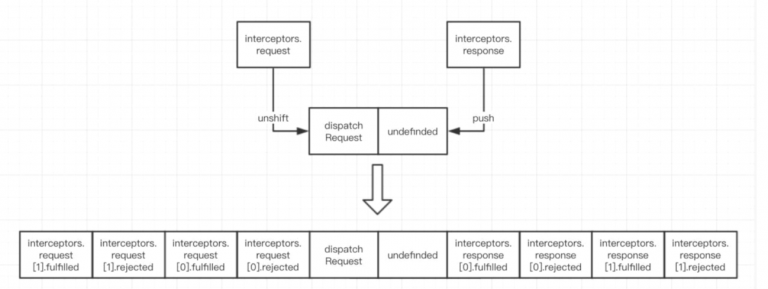 interceptors.
request
interceptors.
response
unshift
push
dispatch
Request
undefinded
interceptors.
request
[1].fulfilled
interceptors.
request
[1].rejected
interceptors.
request
[0].fulfilled
interceptors.
request
[0].rejected
dispatch
Request
undefinded
interceptors.
response
[0].fulfilled
interceptors.
response
[0].rejected
interceptors.
response
[1].fulfilled
interceptors.
response
[1].rejected